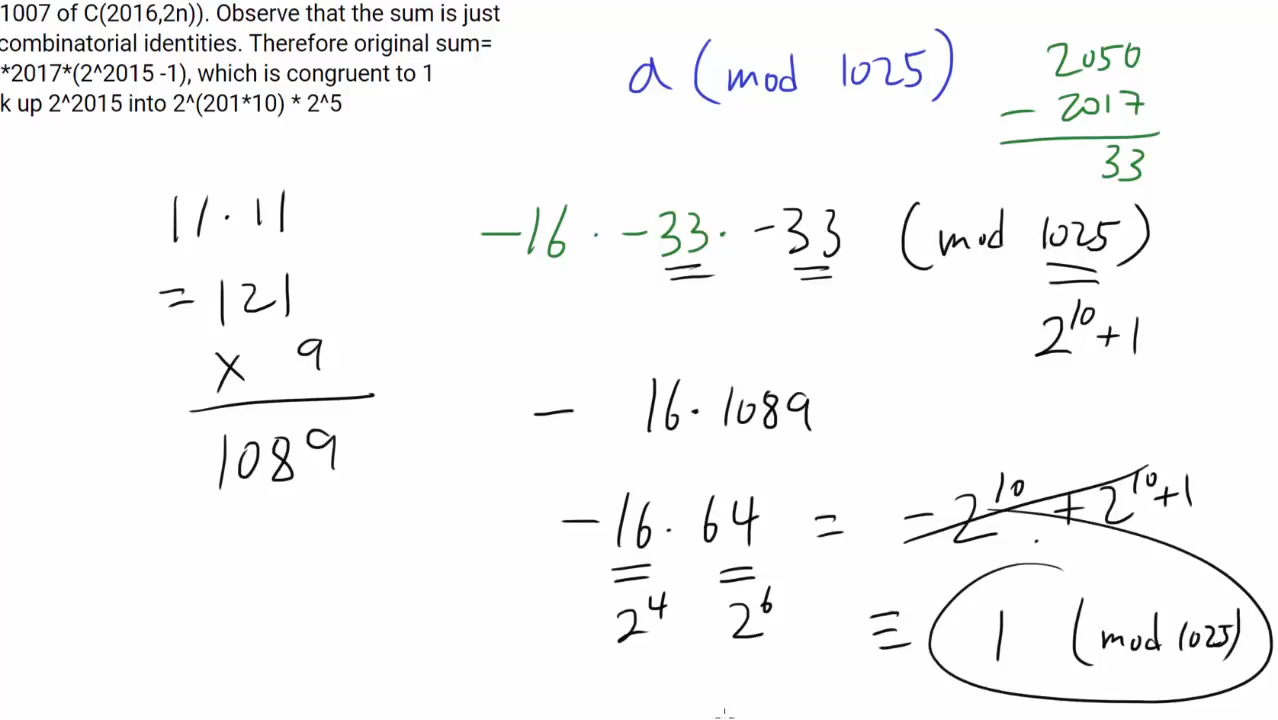 1007 of C(2016,2n)). Observe that the sum is just
combinatorial identities. Therefore original sum=
*2017*(2^2015 -1), which is congruent to 1
k up 2^2015 into 2^(201*10) * 2^5
a (mod 1025)
2050
- 2017
33
11 · 11
= 121
x 9
1089
-16 · -33 · -33 (mod 1025)
2^10 + 1
- 16 · 1089
-16 · 64 = -2^10 + 2^10 + 1
2^4 2^6
≡ 1 (mod 1025)